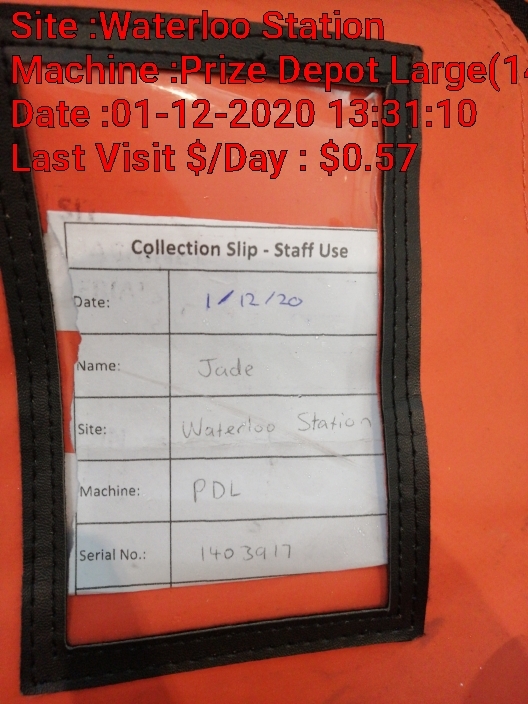 Site :Waterloo Station
Machine :Prize Depot Large(14
Date :01-12-2020 13:31:10
Last Visit $/Day : $0.57
Collection Slip - Staff Use
Date: 1/12/20
Name: Jade
Site: Waterloo Station
Machine: PDL
Serial No.: 1403917